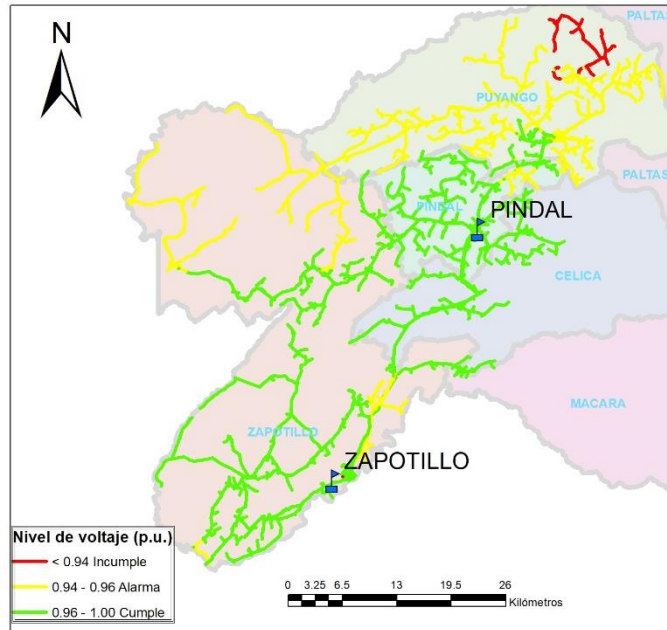 N
PALTAS
PUYANGO
PALTAS
PINDAL
PINDAL
CELICA
MACARA
ZAPOTILLO
ZAPOTILLO
Nivel de voltaje (p.u.)
< 0.94 Incumple
0.94 - 0.96 Alarma
0.96 - 1.00 Cumple
0 3.25 6.5 13 19.5 26
Kilómetros